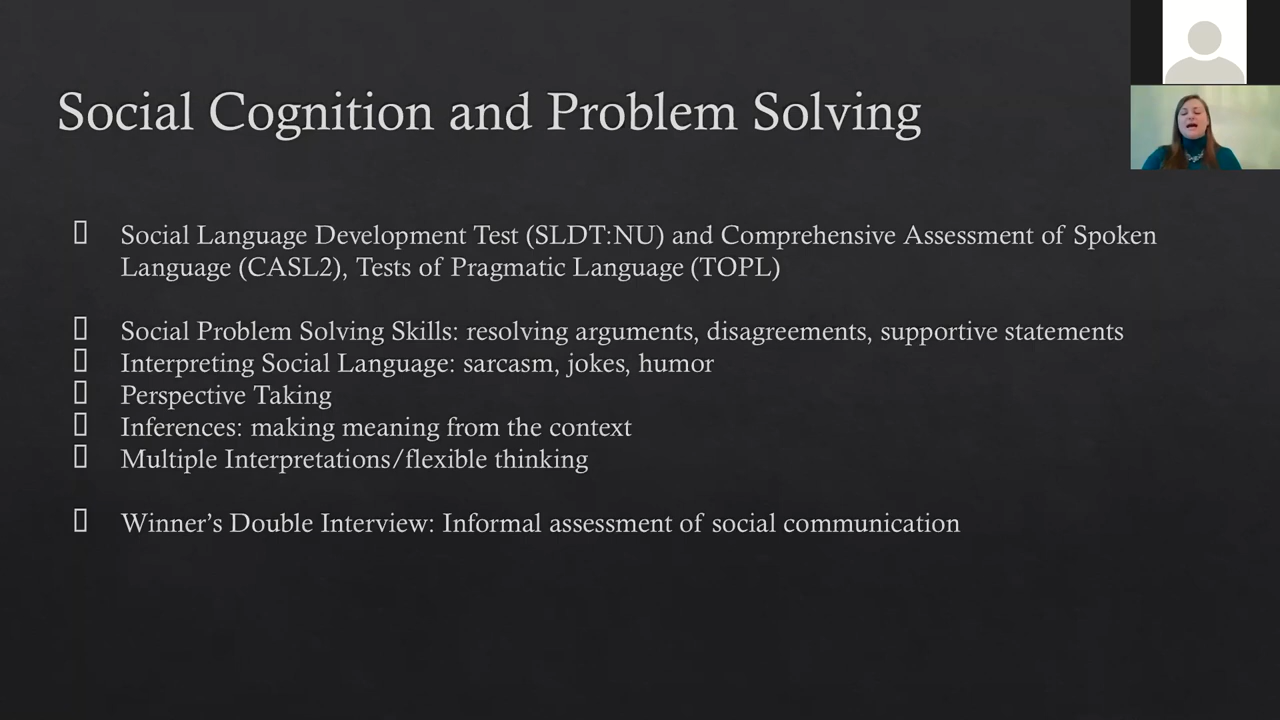 Social Cognition and Problem Solving
Social Language Development Test (SLDT:NU) and Comprehensive Assessment of Spoken
Language (CASL2), Tests of Pragmatic Language (TOPL)
Social Problem Solving Skills: resolving arguments, disagreements, supportive statements
Interpreting Social Language: sarcasm, jokes, humor
Perspective Taking
Inferences: making meaning from the context
Multiple Interpretations/flexible thinking
Winner’s Double Interview: Informal assessment of social communication